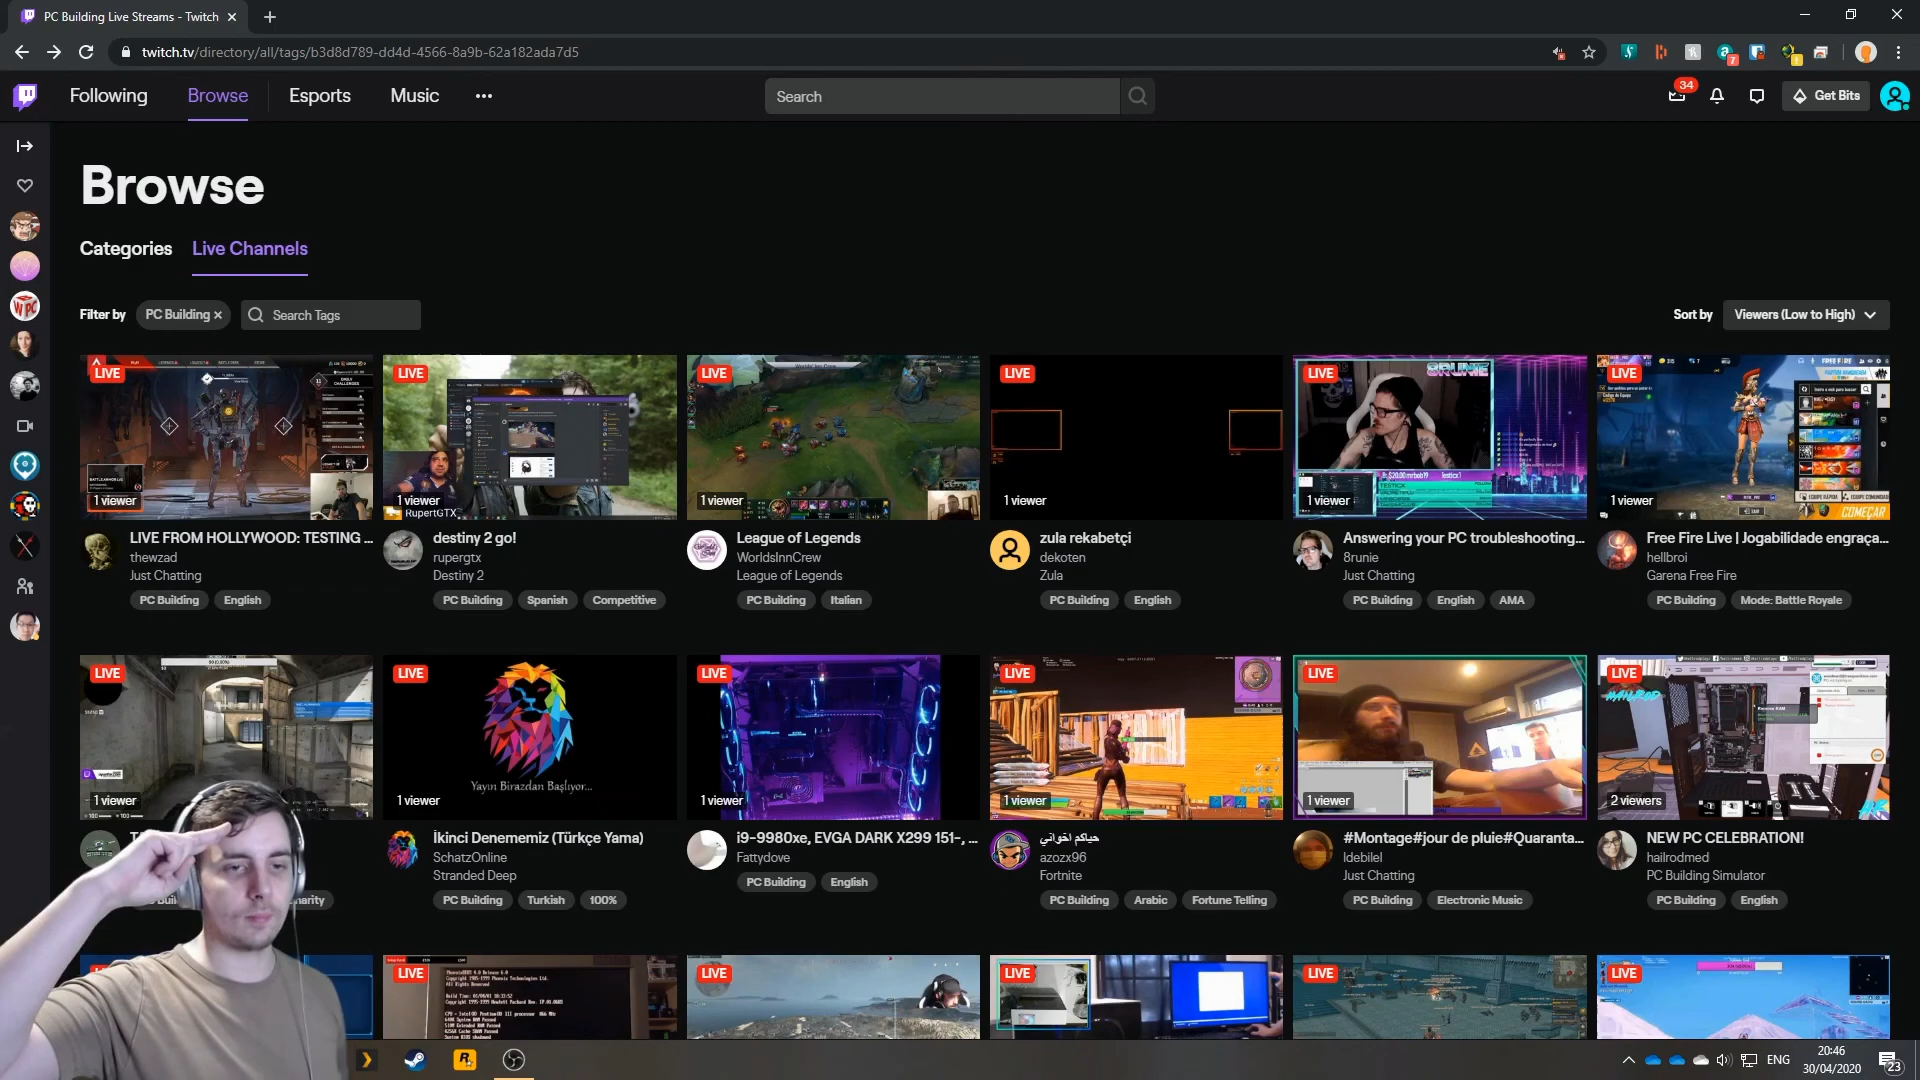 PC Building Live Streams - Twitch
twitch.tv/directory/all/tags/b3d8d789-dd4d-4566-8a9b-62a182ada7d5
7
Following
Browse
Esports
Music
Search
34
Get Bits
Browse
Categories
Live Channels
Filter by
PC Building
Search Tags
Sort by
Viewers (Low to High)
LIVE
1 viewer
LIVE
1 viewer
RupertGTX
LIVE
1 viewer
LIVE
1 viewer
LIVE
8RUNIE
1 viewer
LIVE
FREE FIRE
1 viewer
COMEÇAR
LIVE FROM HOLLYWOOD: TESTING ...
thewzad
Just Chatting
PC Building
English
destiny 2 go!
rupergtx
Destiny 2
PC Building
Spanish
Competitive
League of Legends
WorldsInnCrew
League of Legends
PC Building
Italian
zula rekabetçi
dekoten
Zula
PC Building
English
Answering your PC troubleshooting...
8runie
Just Chatting
PC Building
English
AMA
Free Fire Live | Jogabilidade engraça...
hellbroi
Garena Free Fire
PC Building
Mode: Battle Royale
LIVE
1 viewer
LIVE
Yayın Birazdan Başlıyor...
1 viewer
LIVE
1 viewer
LIVE
1 viewer
LIVE
1 viewer
LIVE
2 viewers
İkinci Denememiz (Türkçe Yama)
SchatzOnline
Stranded Deep
PC Building
Turkish
100%
i9-9980xe, EVGA DARK X299 151-, ...
Fattydove
PC Building
English
حياكم اخواني
azozx96
Fortnite
PC Building
Arabic
Fortune Telling
#Montage#jour de pluie#Quaranta...
ldebilel
Just Chatting
PC Building
Electronic Music
NEW PC CELEBRATION!
hailrodmed
PC Building Simulator
PC Building
English
LIVE
LIVE
LIVE
LIVE
LIVE
ENG
20:46
30/04/2020
23